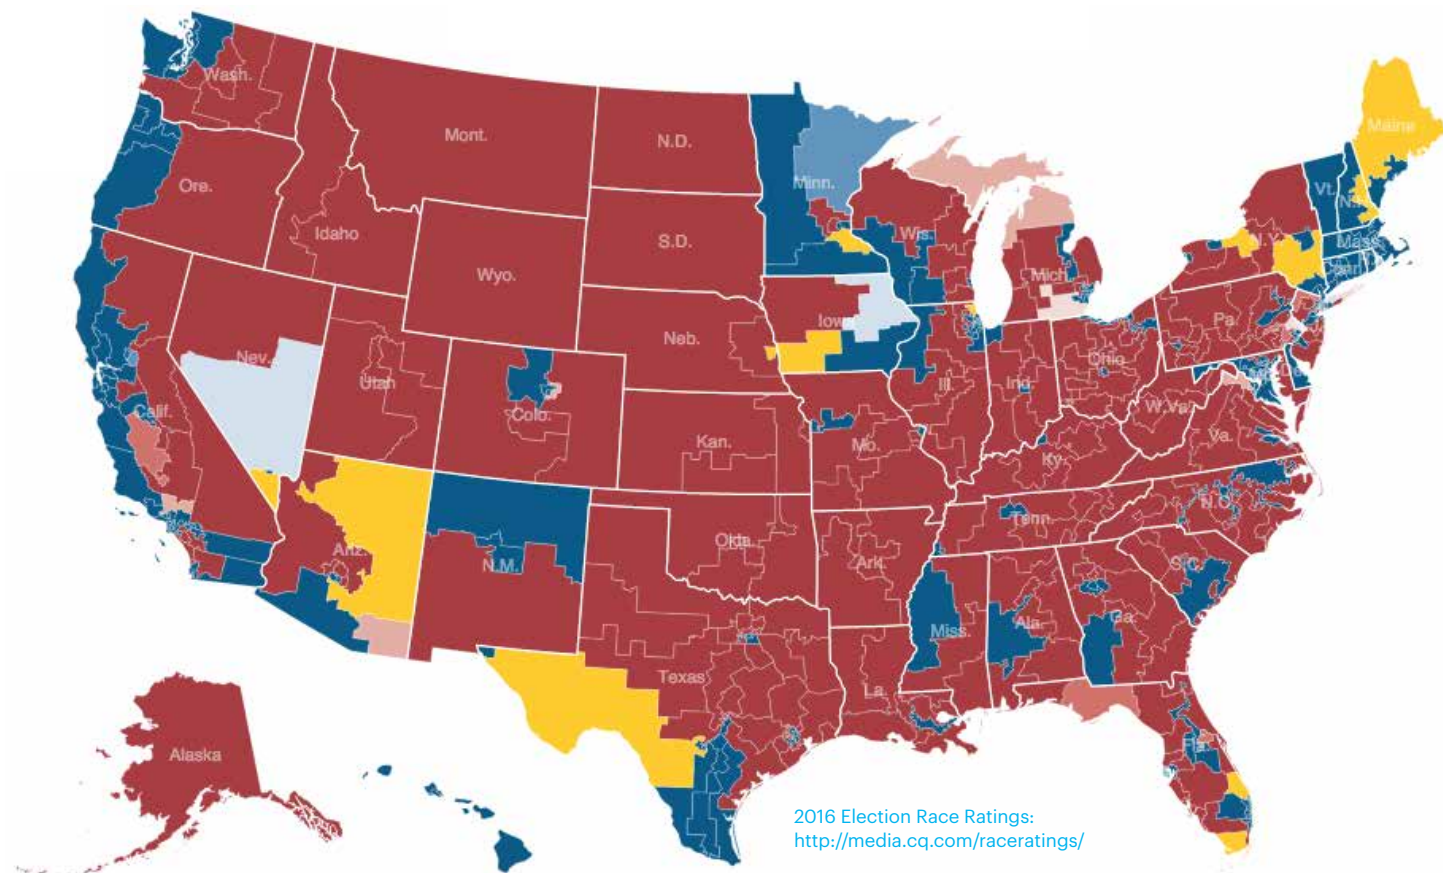 Wash.
Mont.
N.D.
Minn.
Maine
Ore.
Idaho
S.D.
Wis.
Mich.
Vt.
N.Y.
Mass.
Wyo.
Neb.
Iowa
Pa.
Nev.
Utah
Colo.
Ill.
Ind.
Ohio
Calif.
Kan.
Mo.
W.Va.
Va.
Ky.
Ariz.
N.M.
Okla.
Ark.
Tenn.
N.C.
S.C.
Miss.
Ala.
Ga.
Texas
La.
Fla.
Alaska
2016 Election Race Ratings:
http://media.cq.com/raceratings/